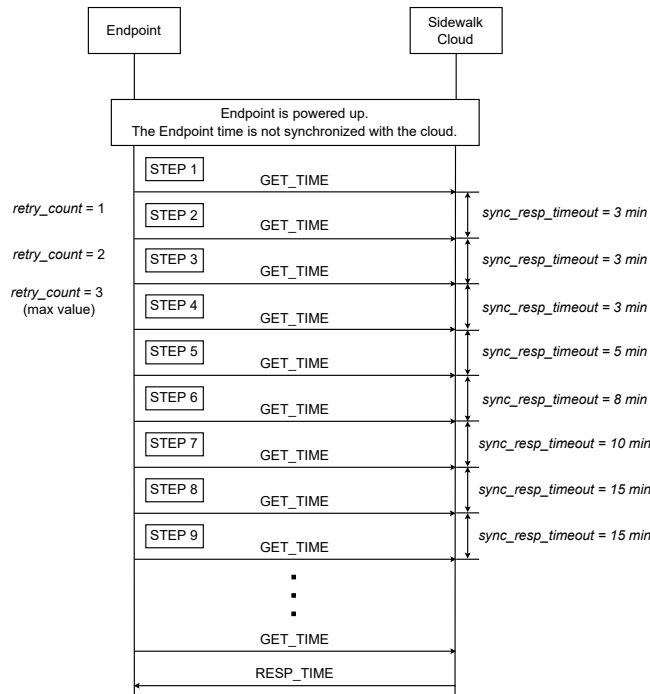 Endpoint
Sidewalk
Cloud
Endpoint is powered up.
The Endpoint time is not synchronized with the cloud.
STEP 1
GET_TIME
retry_count = 1
STEP 2
GET_TIME
sync_resp_timeout = 3 min
retry_count = 2
STEP 3
GET_TIME
sync_resp_timeout = 3 min
retry_count = 3
(max value)
STEP 4
GET_TIME
sync_resp_timeout = 3 min
STEP 5
GET_TIME
sync_resp_timeout = 5 min
STEP 6
GET_TIME
sync_resp_timeout = 8 min
STEP 7
GET_TIME
sync_resp_timeout = 10 min
STEP 8
GET_TIME
sync_resp_timeout = 15 min
STEP 9
GET_TIME
sync_resp_timeout = 15 min
GET_TIME
RESP_TIME